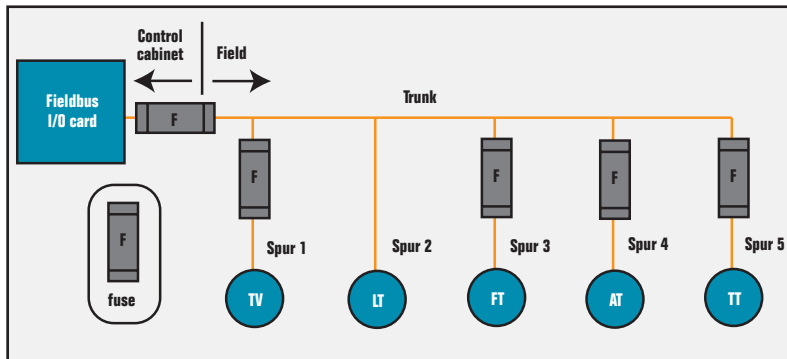 Control
cabinet
Field
Fieldbus
I/O card
F
Trunk
F
F
F
F
F
fuse
Spur 1
Spur 2
Spur 3
Spur 4
Spur 5
TV
LT
FT
AT
TT